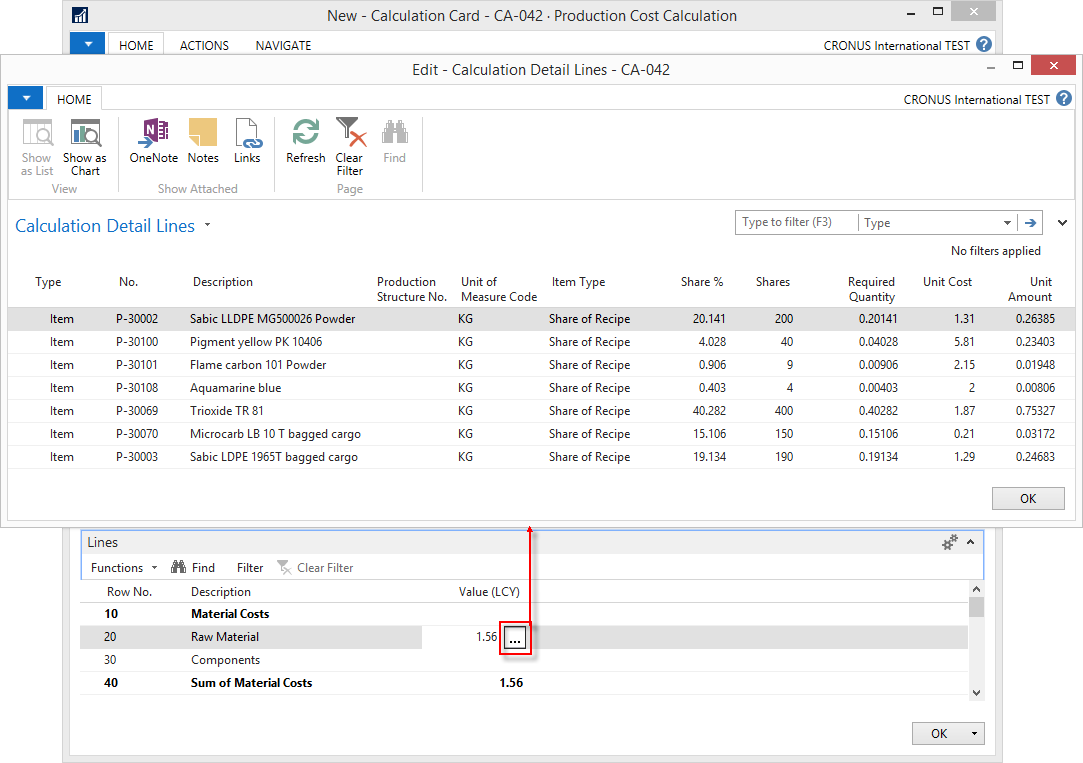 New - Calculation Card - CA-042 · Production Cost Calculation
HOME ACTIONS NAVIGATE CRONUS International TEST ?
Edit - Calculation Detail Lines - CA-042
HOME CRONUS International TEST ?
Show as List
Show as Chart
OneNote
Notes
Links
Refresh
Clear Filter
Find
View Show Attached Page
Calculation Detail Lines
Type to filter (F3) Type
No filters applied
Type No. Description Production Structure No. Unit of Measure Code Item Type Share % Shares Required Quantity Unit Cost Unit Amount
Item P-30002 Sabic LLDPE MG500026 Powder KG Share of Recipe 20.141 200 0.20141 1.31 0.26385
Item P-30100 Pigment yellow PK 10406 KG Share of Recipe 4.028 40 0.04028 5.81 0.23403
Item P-30101 Flame carbon 101 Powder KG Share of Recipe 0.906 9 0.00906 2.15 0.01948
Item P-30108 Aquamarine blue KG Share of Recipe 0.403 4 0.00403 2 0.00806
Item P-30069 Trioxide TR 81 KG Share of Recipe 40.282 400 0.40282 1.87 0.75327
Item P-30070 Microcarb LB 10 T bagged cargo KG Share of Recipe 15.106 150 0.15106 0.21 0.03172
Item P-30003 Sabic LDPE 1965T bagged cargo KG Share of Recipe 19.134 190 0.19134 1.29 0.24683
OK
Lines
Functions Find Filter Clear Filter
Row No. Description Value (LCY)
10 Material Costs
20 Raw Material 1.56 ...
30 Components
40 Sum of Material Costs 1.56
OK